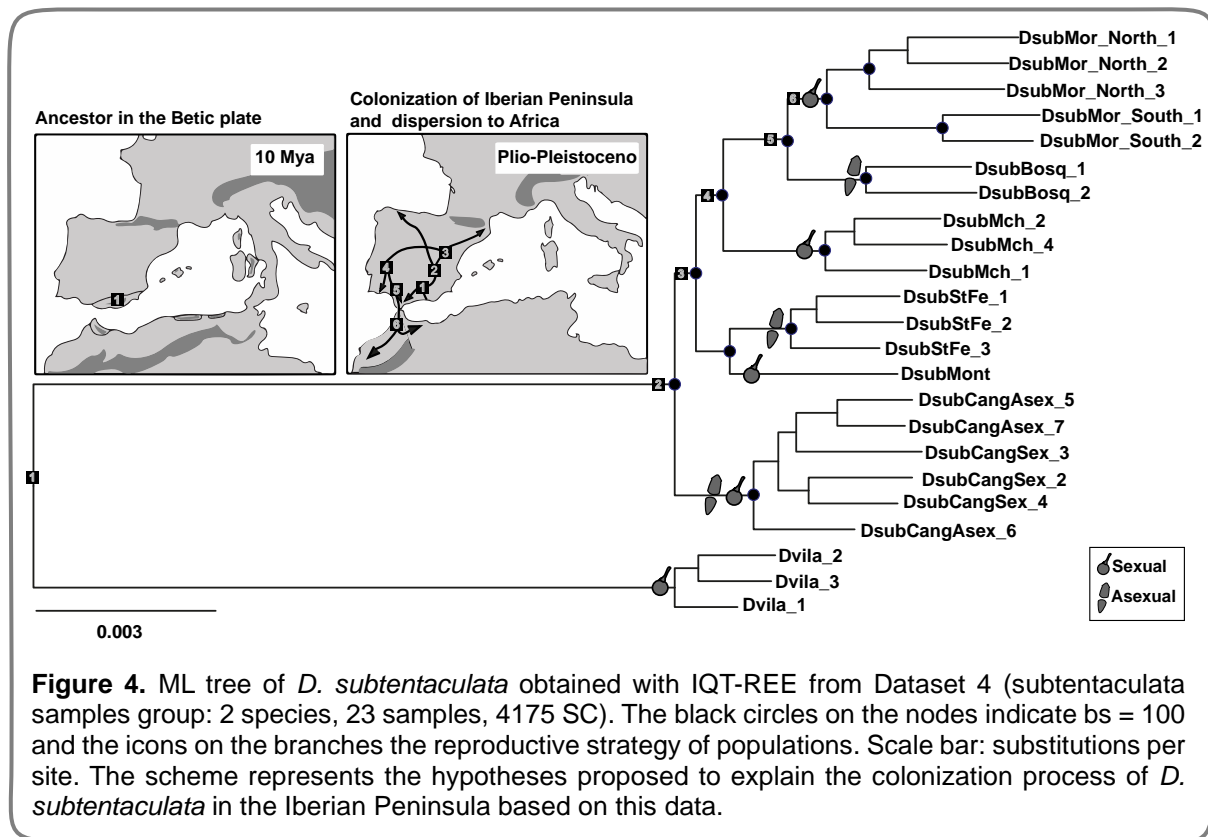 Ancestor in the Betic plate
10 Mya
1
Colonization of Iberian Peninsula
and dispersion to Africa
Plio-Pleistoceno
3
4
2
1
5
6
DsubMor_North_1
DsubMor_North_2
DsubMor_North_3
DsubMor_South_1
DsubMor_South_2
DsubBosq_1
DsubBosq_2
DsubMch_2
DsubMch_4
DsubMch_1
DsubStFe_1
DsubStFe_2
DsubStFe_3
DsubMont
DsubCangAsex_5
DsubCangAsex_7
DsubCangSex_3
DsubCangSex_2
DsubCangSex_4
DsubCangAsex_6
Dvila_2
Dvila_3
Dvila_1
6
5
4
3
2
1
Sexual
Asexual
0.003
Figure 4. ML tree of D. subtentaculata obtained with IQT-REE from Dataset 4 (subtentaculata
samples group: 2 species, 23 samples, 4175 SC). The black circles on the nodes indicate bs = 100
and the icons on the branches the reproductive strategy of populations. Scale bar: substitutions per
site. The scheme represents the hypotheses proposed to explain the colonization process of D.
subtentaculata in the Iberian Peninsula based on this data.